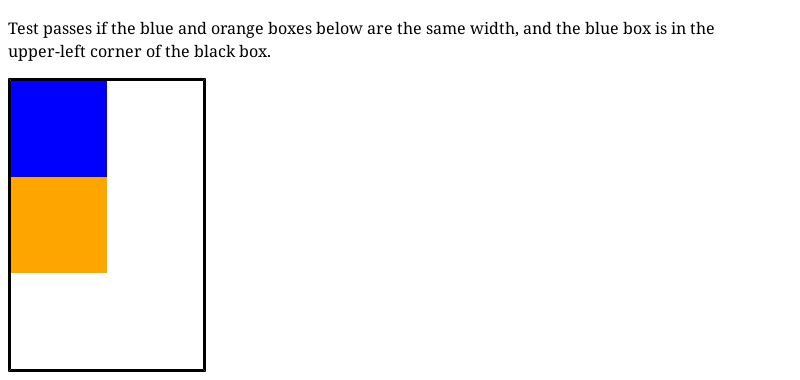 Test passes if the blue and orange boxes below are the same width, and the blue box is in the
upper-left corner of the black box.